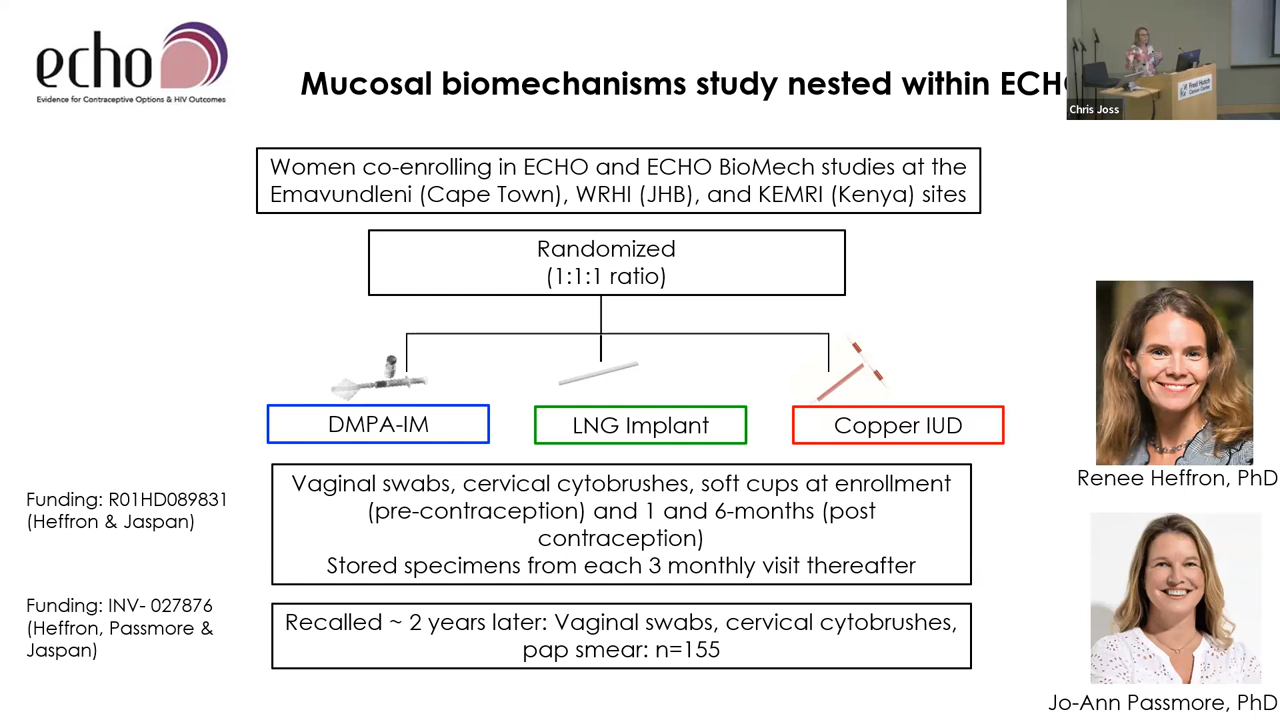 echo
Evidence for Contraceptive Options & HIV Outcomes
Mucosal biomechanisms study nested within ECH
Chris Joss
Fred Hutch
Cancer Center
Women co-enrolling in ECHO and ECHO BioMech studies at the
Emavundleni (Cape Town), WRHI (JHB), and KEMRI (Kenya) sites
Randomized
(1:1:1 ratio)
DMPA-IM
LNG Implant
Copper IUD
Vaginal swabs, cervical cytobrushes, soft cups at enrollment
(pre-contraception) and 1 and 6-months (post
contraception)
Stored specimens from each 3 monthly visit thereafter
Funding: R01HD089831
(Heffron & Jaspan)
Renee Heffron, PhD
Funding: INV- 027876
(Heffron, Passmore &
Jaspan)
Recalled ~ 2 years later: Vaginal swabs, cervical cytobrushes,
pap smear: n=155
Jo-Ann Passmore, PhD